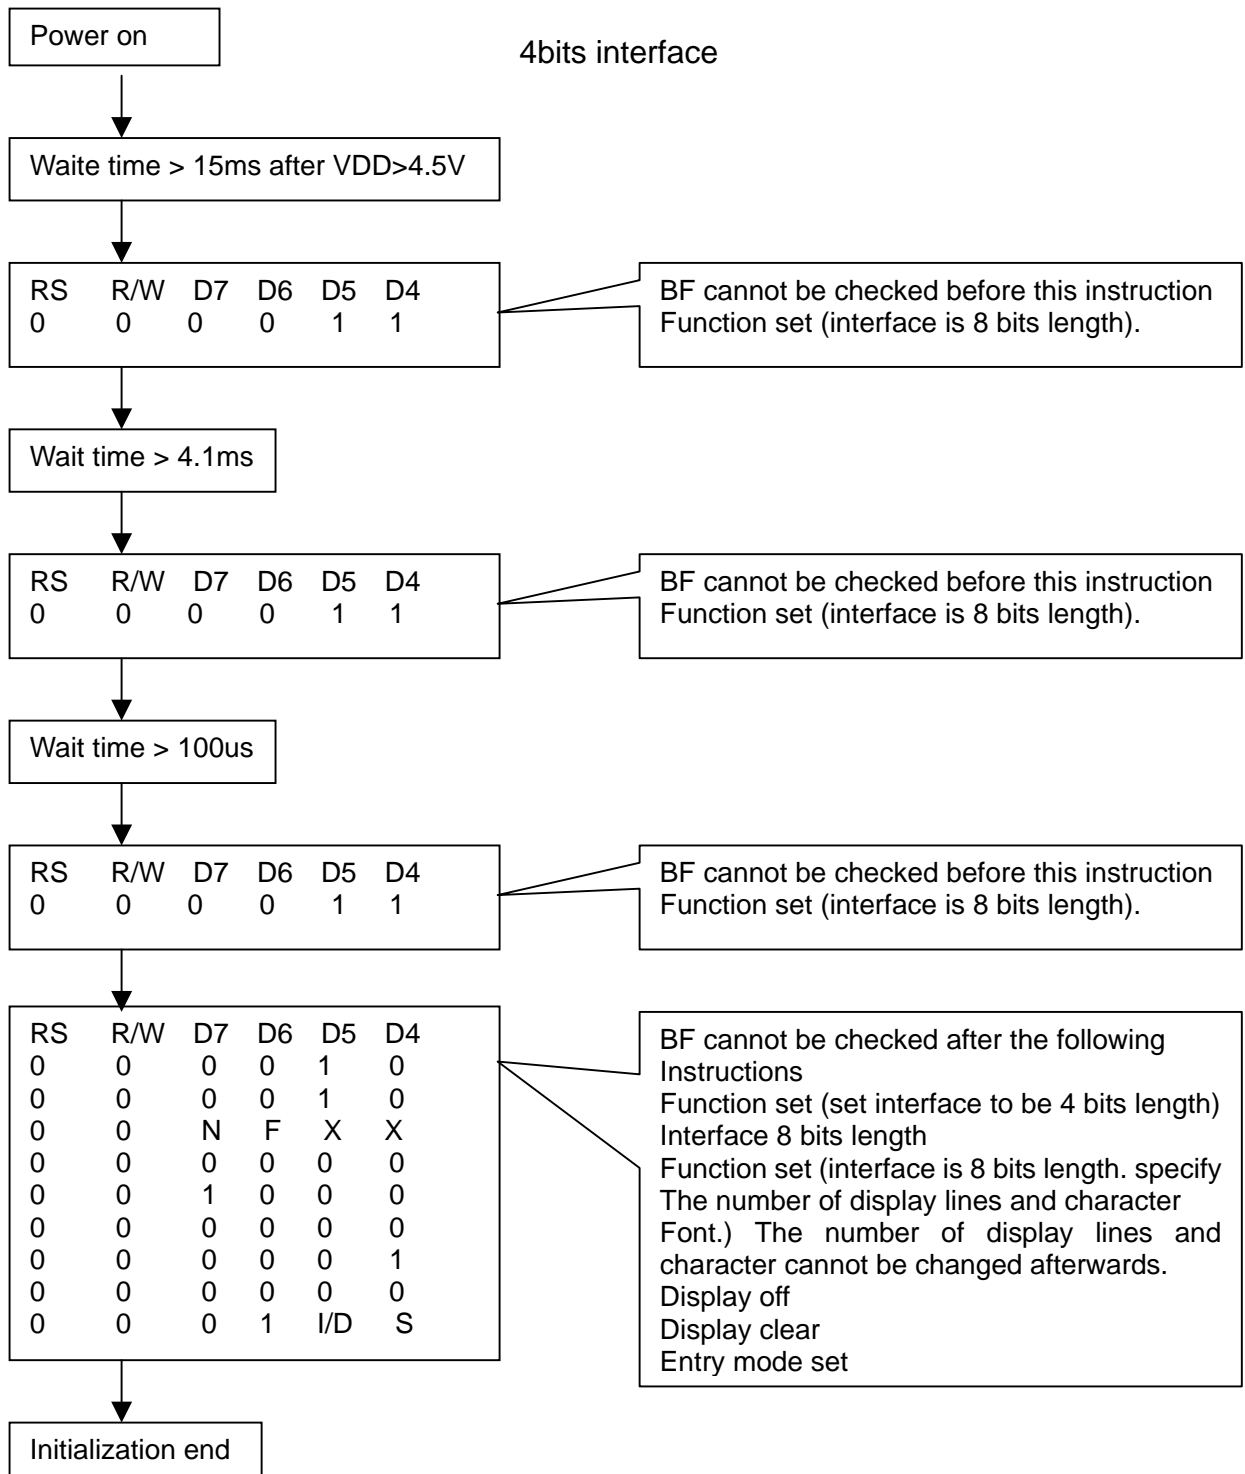 Power on
4bits interface
Waite time > 15ms after VDD>4.5V
RS R/W D7 D6 D5 D4
0 0 0 0 1 1
BF cannot be checked before this instruction
Function set (interface is 8 bits length).
Wait time > 4.1ms
RS R/W D7 D6 D5 D4
0 0 0 0 1 1
BF cannot be checked before this instruction
Function set (interface is 8 bits length).
Wait time > 100us
RS R/W D7 D6 D5 D4
0 0 0 0 1 1
BF cannot be checked before this instruction
Function set (interface is 8 bits length).
RS R/W D7 D6 D5 D4
0 0 0 0 1 0
0 0 0 0 1 0
0 0 N F X X
0 0 0 0 0 0
0 0 1 0 0 0
0 0 0 0 0 0
0 0 0 0 0 1
0 0 0 0 0 0
0 0 0 1 I/D S
BF cannot be checked after the following
Instructions
Function set (set interface to be 4 bits length)
Interface 8 bits length
Function set (interface is 8 bits length. specify
The number of display lines and character
Font.) The number of display lines and
character cannot be changed afterwards.
Display off
Display clear
Entry mode set
Initialization end